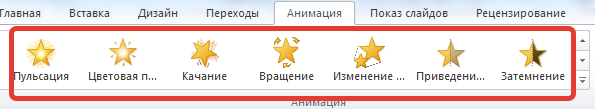 Главная Вставка Дизайн Переходы Анимация Показ слайдов Рецензирование
Пульсация Цветовая п... Качание Вращение Изменение ... Приведени... Затемнение
Анимация